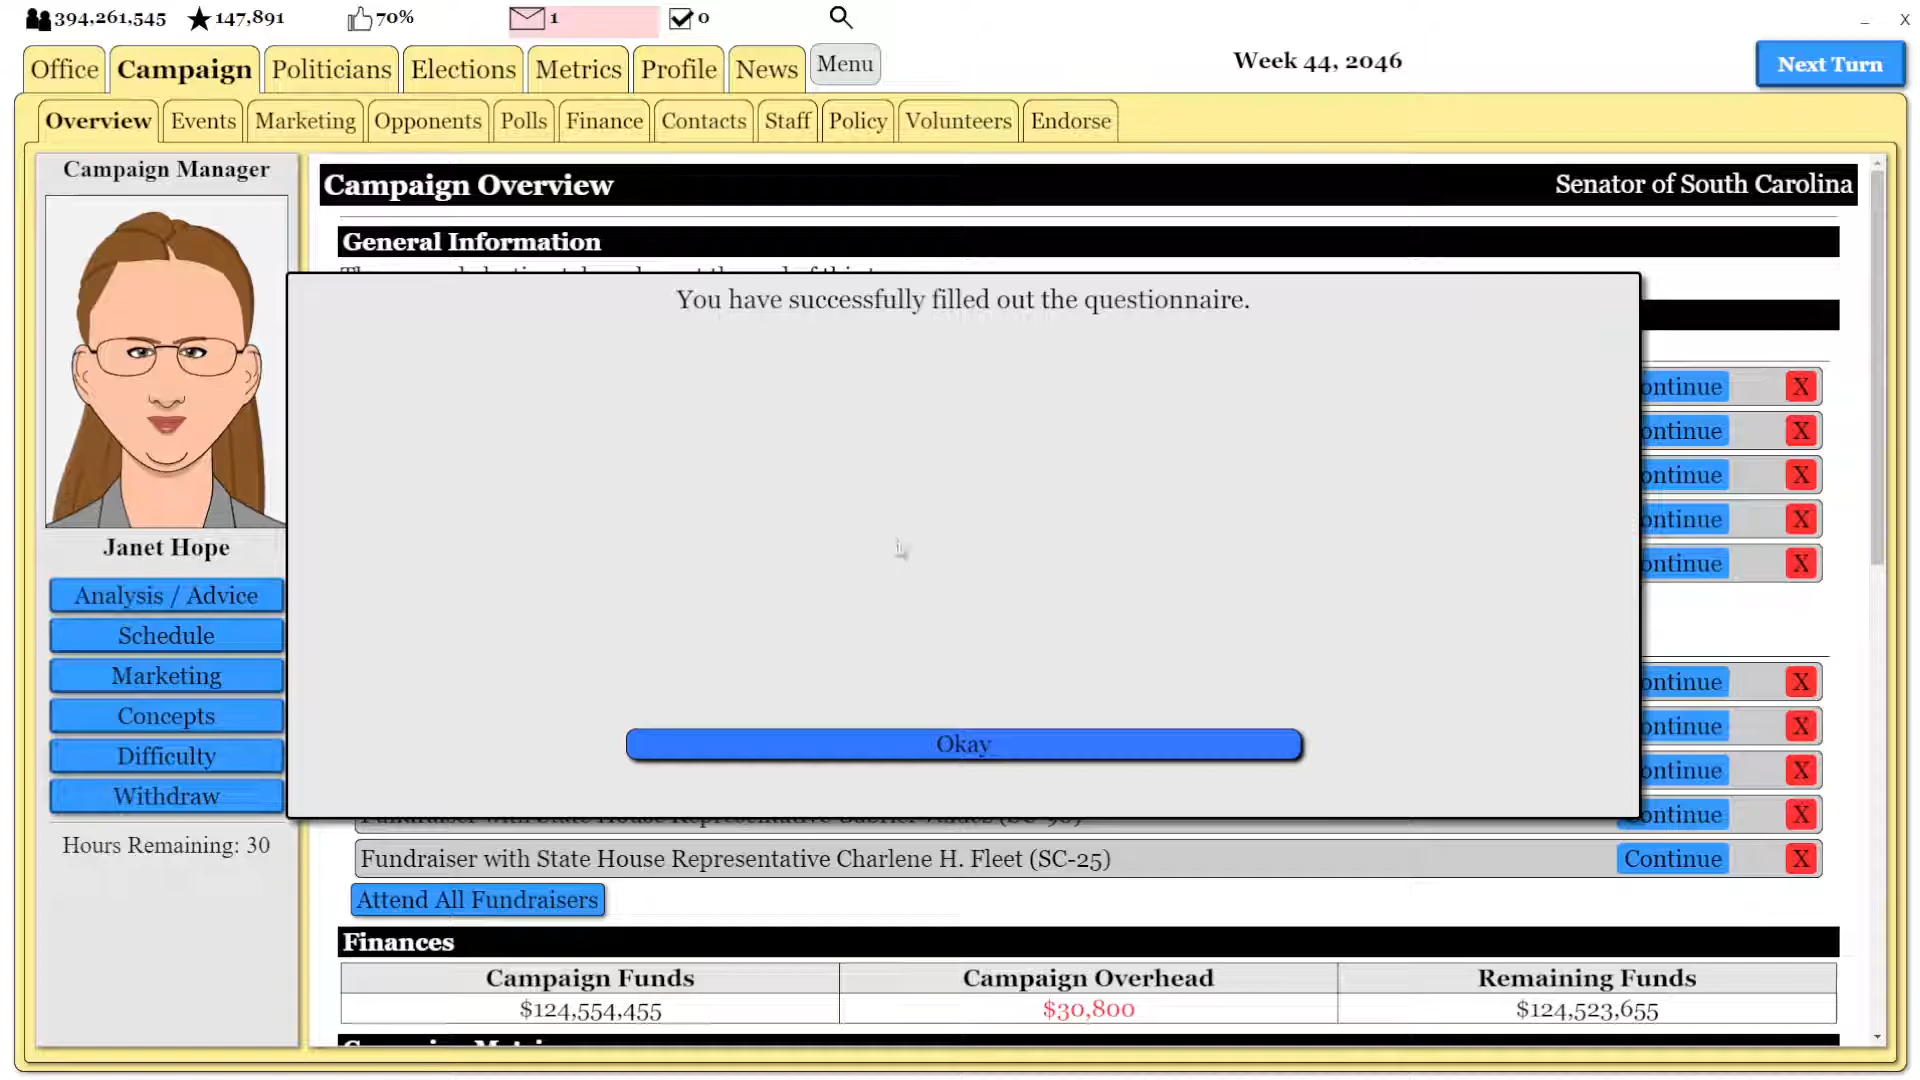 394,261,545 147,891 70% 1 0
Office Campaign Politicians Elections Metrics Profile News Menu
Week 44, 2046
_ X
Next Turn
Overview Events Marketing Opponents Polls Finance Contacts Staff Policy Volunteers Endorse
Campaign Manager
Janet Hope
Analysis / Advice
Schedule
Marketing
Concepts
Difficulty
Withdraw
Hours Remaining: 30
Campaign Overview
Senator of South Carolina
General Information
You have successfully filled out the questionnaire.
Okay
ontinue X
ontinue X
ontinue X
ontinue X
ontinue X
ontinue X
ontinue X
ontinue X
ontinue X
Fundraiser with State House Representative Charlene H. Fleet (SC-25) Continue X
Attend All Fundraisers
Finances
Campaign Funds Campaign Overhead Remaining Funds
$124,554,455 $30,800 $124,523,655